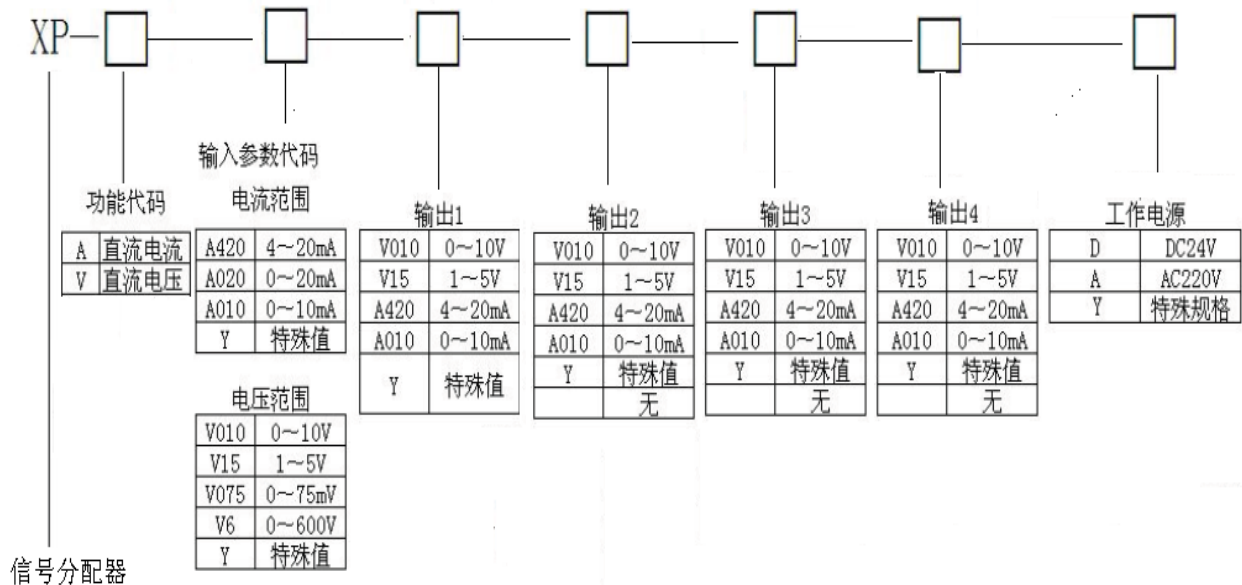 XP—
输入参数代码
功能代码
A 直流电流
V 直流电压
电流范围
A420 4～20mA
A020 0～20mA
A010 0～10mA
Y 特殊值
电压范围
V010 0～10V
V15 1～5V
V075 0～75mV
V6 0～600V
Y 特殊值
输出1
V010 0～10V
V15 1～5V
A420 4～20mA
A010 0～10mA
Y 特殊值
输出2
V010 0～10V
V15 1～5V
A420 4～20mA
A010 0～10mA
Y 特殊值
无
输出3
V010 0～10V
V15 1～5V
A420 4～20mA
A010 0～10mA
Y 特殊值
无
输出4
V010 0～10V
V15 1～5V
A420 4～20mA
A010 0～10mA
Y 特殊值
无
工作电源
D DC24V
A AC220V
Y 特殊规格
信号分配器